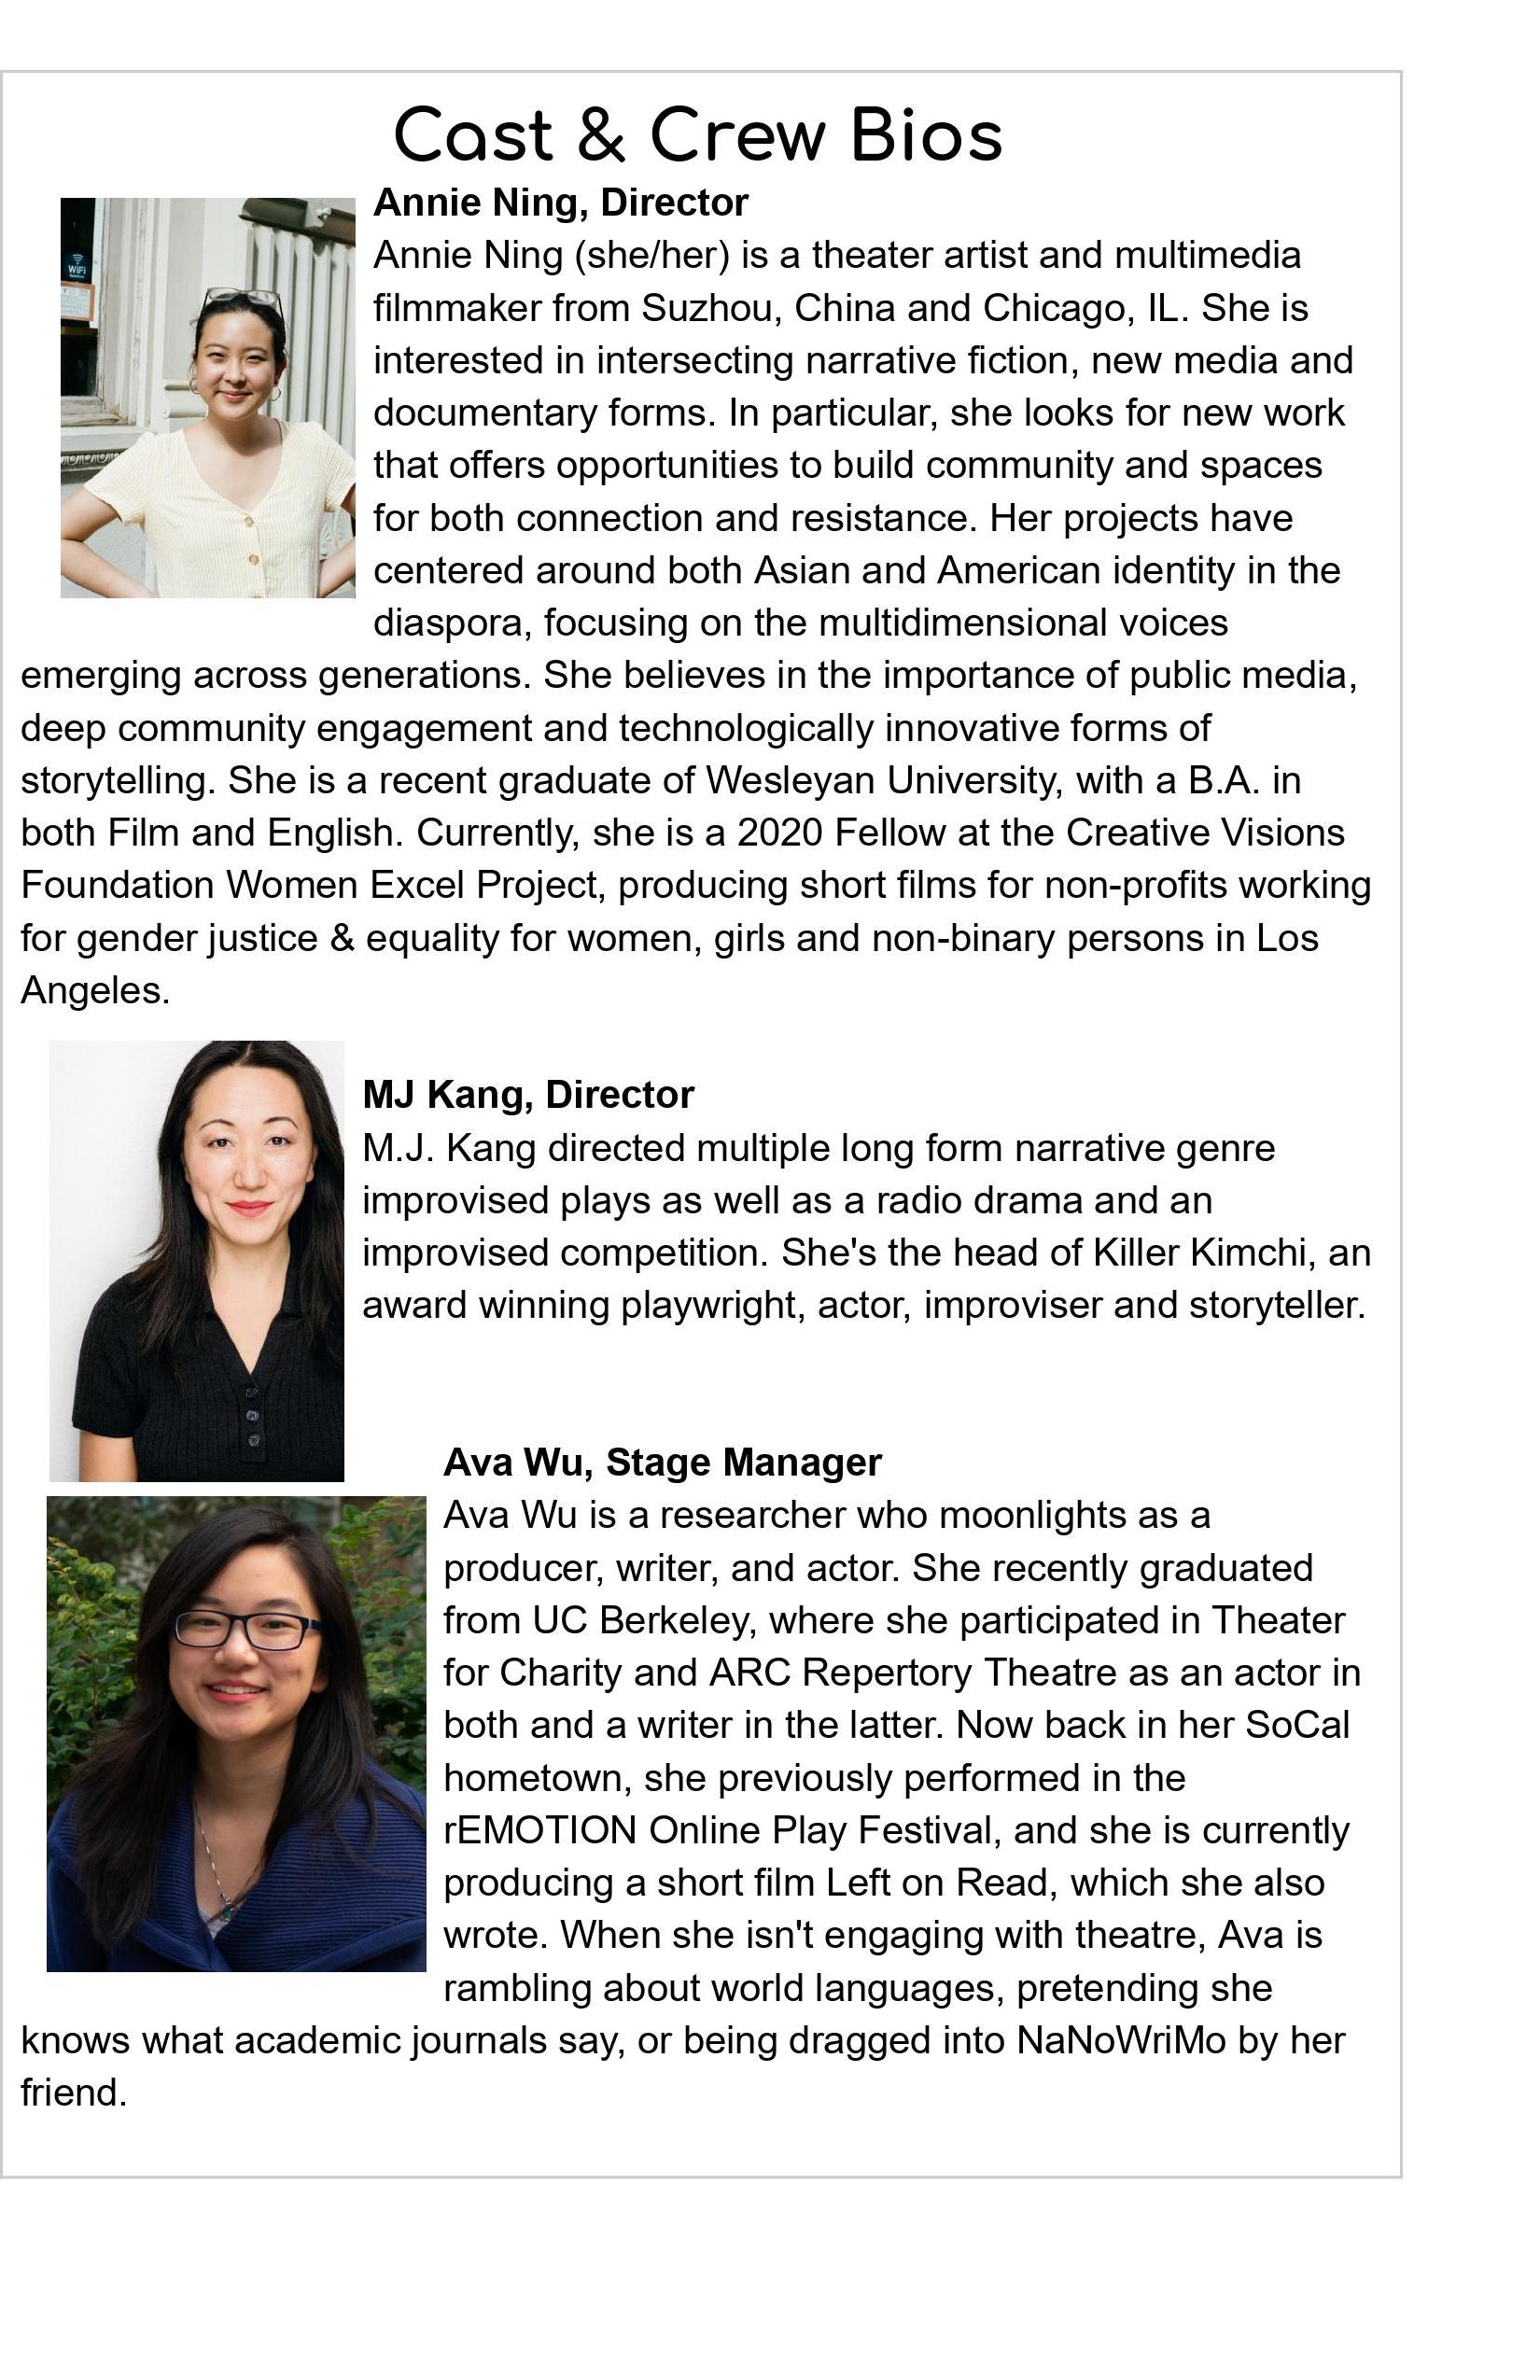 Cast & Crew Bios
WiFi
Annie Ning, Director
Annie Ning (she/her) is a theater artist and multimedia
filmmaker from Suzhou, China and Chicago, IL. She is
interested in intersecting narrative fiction, new media and
documentary forms. In particular, she looks for new work
that offers opportunities to build community and spaces
for both connection and resistance. Her projects have
centered around both Asian and American identity in the
diaspora, focusing on the multidimensional voices
emerging across generations. She believes in the importance of public media,
deep community engagement and technologically innovative forms of
storytelling. She is a recent graduate of Wesleyan University, with a B.A. in
both Film and English. Currently, she is a 2020 Fellow at the Creative Visions
Foundation Women Excel Project, producing short films for non-profits working
for gender justice & equality for women, girls and non-binary persons in Los
Angeles.
MJ Kang, Director
M.J. Kang directed multiple long form narrative genre
improvised plays as well as a radio drama and an
improvised competition. She's the head of Killer Kimchi, an
award winning playwright, actor, improviser and storyteller.
Ava Wu, Stage Manager
Ava Wu is a researcher who moonlights as a
producer, writer, and actor. She recently graduated
from UC Berkeley, where she participated in Theater
for Charity and ARC Repertory Theatre as an actor in
both and a writer in the latter. Now back in her SoCal
hometown, she previously performed in the
rEMOTION Online Play Festival, and she is currently
producing a short film Left on Read, which she also
wrote. When she isn't engaging with theatre, Ava is
rambling about world languages, pretending she
knows what academic journals say, or being dragged into NaNoWriMo by her
friend.